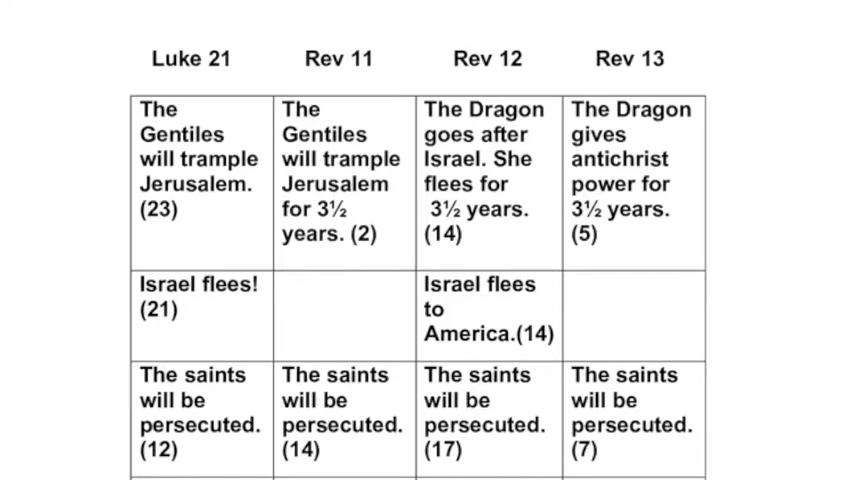 Luke 21
Rev 11
Rev 12
Rev 13
The
Gentiles
will trample
Jerusalem.
(23)
The
Gentiles
will trample
Jerusalem
for 3½
years. (2)
The Dragon
goes after
Israel. She
flees for
3½ years.
(14)
The Dragon
gives
antichrist
power for
3½ years.
(5)
Israel flees!
(21)
Israel flees
to
America.(14)
The saints
will be
persecuted.
(12)
The saints
will be
persecuted.
(14)
The saints
will be
persecuted.
(17)
The saints
will be
persecuted.
(7)